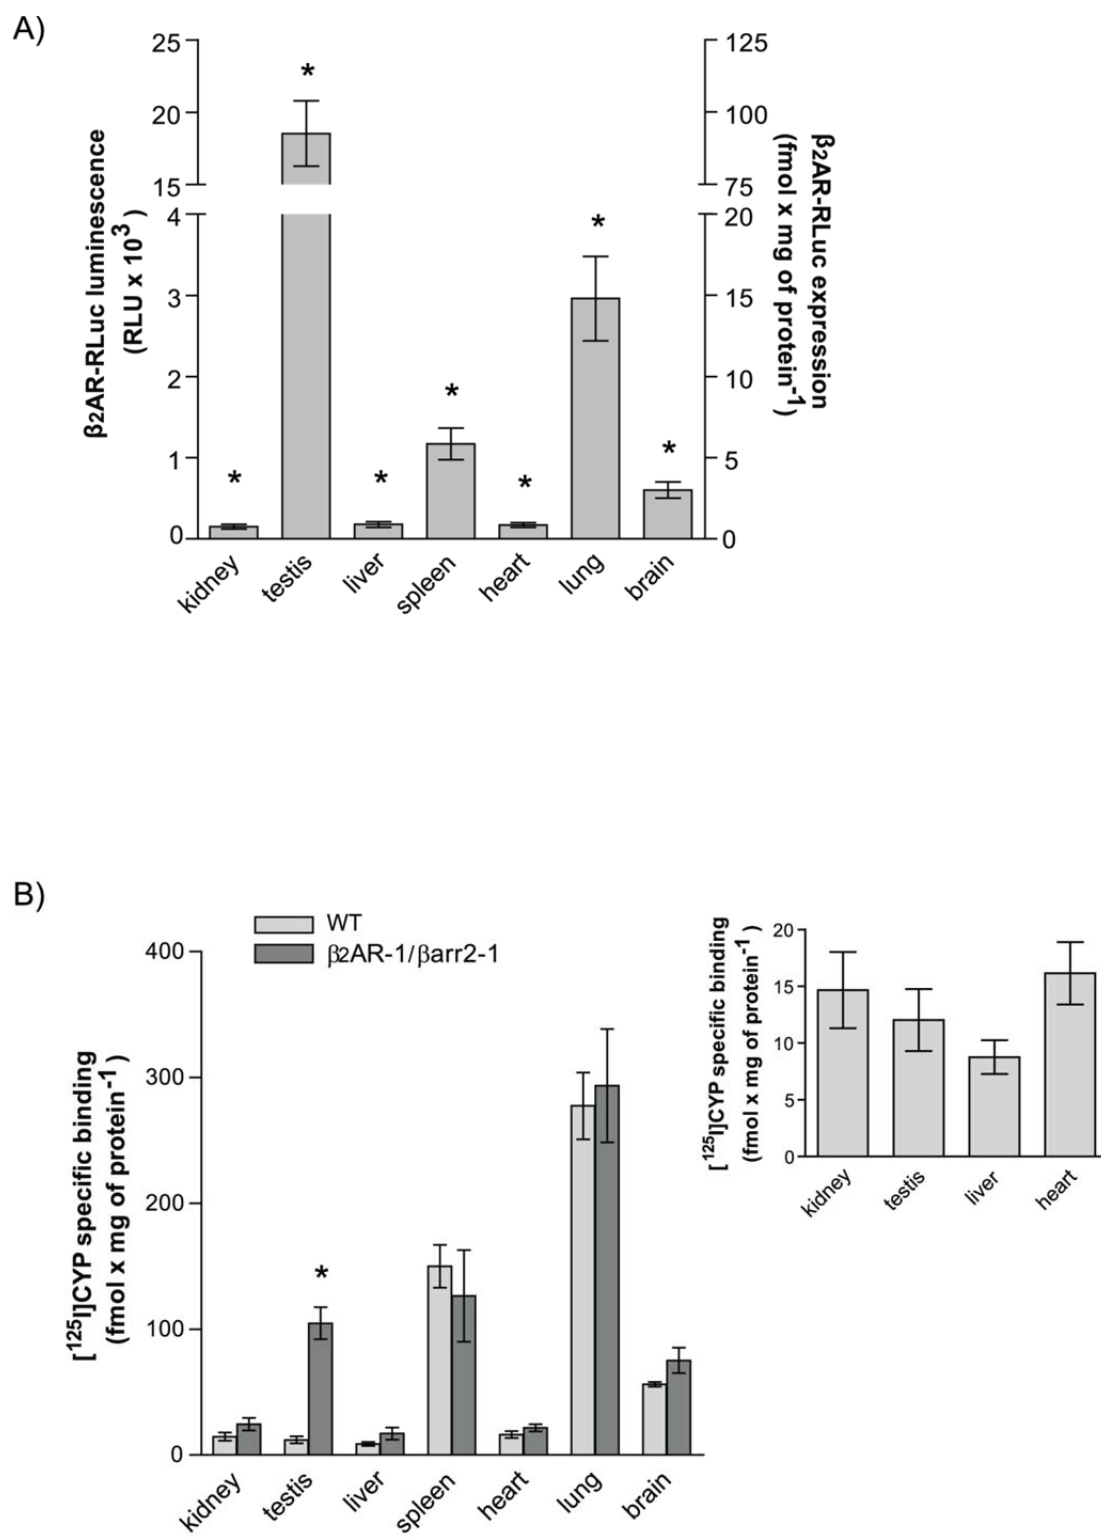 A)
β2AR-RLuc luminescence
(RLU x 10³)
25
20
15
4
3
2
1
0
*
*
*
*
*
*
*
125
100
75
20
15
10
5
0
β2AR-RLuc expression
(fmol x mg of protein⁻¹)
kidney
testis
liver
spleen
heart
lung
brain
B)
WT
β2AR-1/βarr2-1
[¹²⁵I]CYP specific binding
(fmol x mg of protein⁻¹)
400
300
200
100
0
*
kidney
testis
liver
spleen
heart
lung
brain
[¹²⁵I]CYP specific binding
(fmol x mg of protein⁻¹)
20
15
10
5
0
kidney
testis
liver
heart